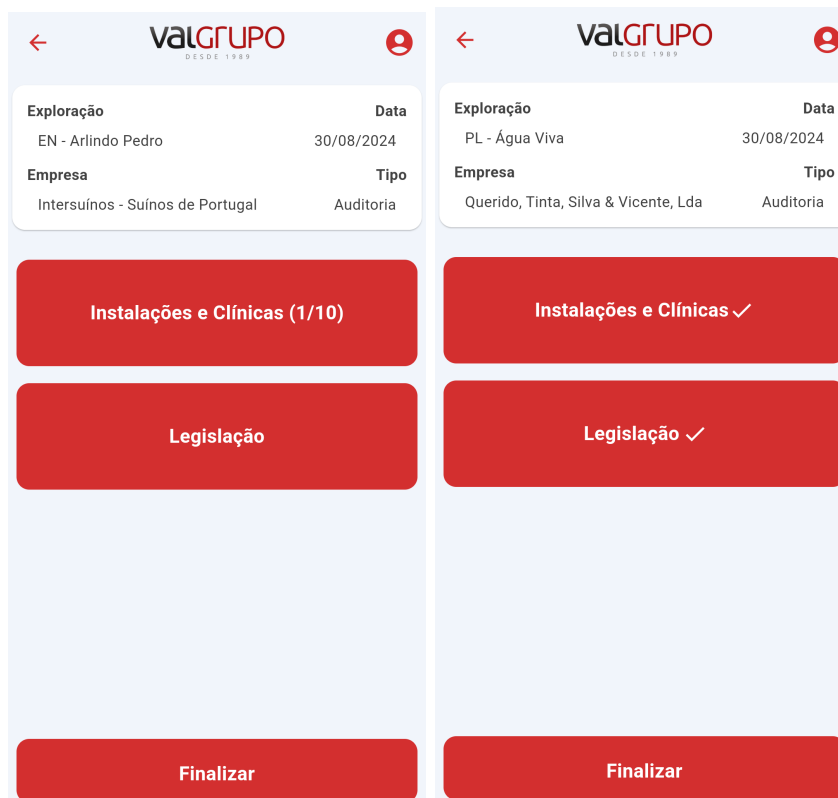 valGrupo
DESDE 1989
Exploração Data
EN - Arlindo Pedro 30/08/2024
Empresa Tipo
Intersuínos - Suínos de Portugal Auditoria
Instalações e Clínicas (1/10)
Legislação
Finalizar
valGrupo
DESDE 1989
Exploração Data
PL - Água Viva 30/08/2024
Empresa Tipo
Querido, Tinta, Silva & Vicente, Lda Auditoria
Instalações e Clínicas
Legislação
Finalizar